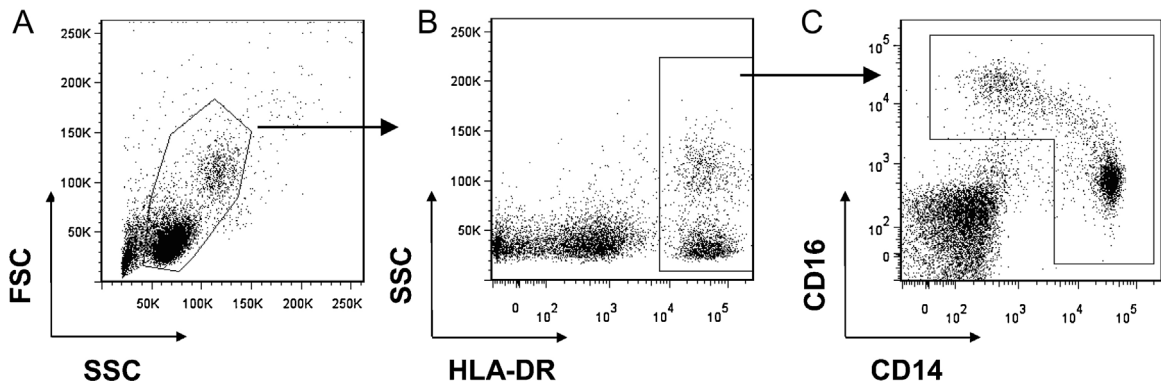 A
B
C
250K
200K
150K
100K
50K
FSC
50K 100K 150K 200K 250K
SSC
250K
200K
150K
100K
50K
SSC
0 10² 10³ 10⁴ 10⁵
HLA-DR
10⁵
10⁴
10³
10²
0
CD16
0 10² 10³ 10⁴ 10⁵
CD14